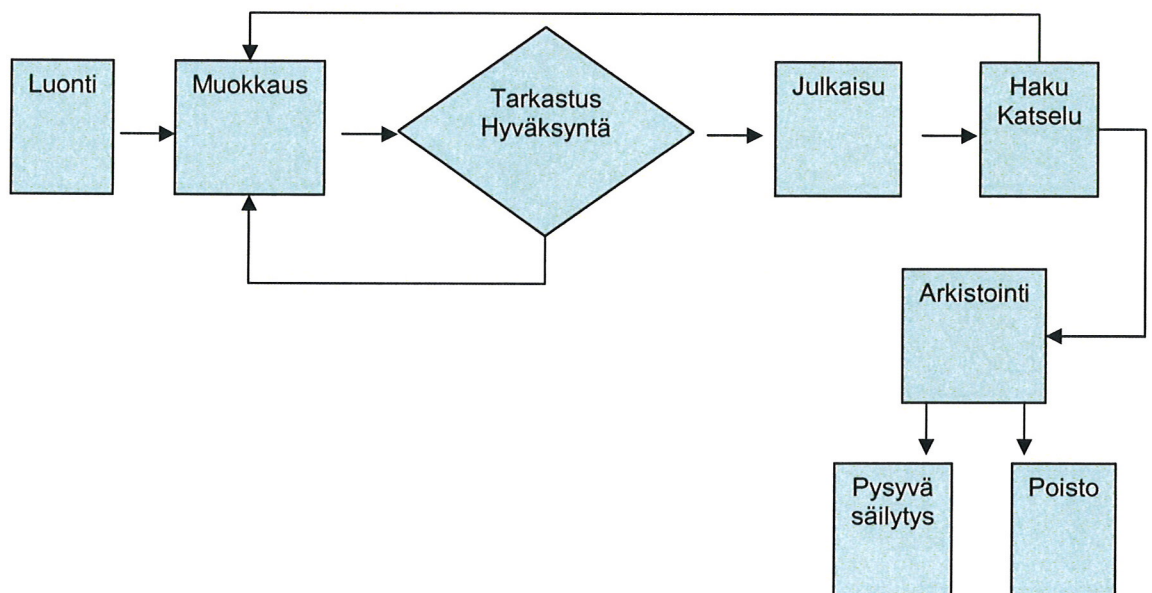 Luonti
Muokkaus
Tarkastus
Hyväksyntä
Julkaisu
Haku
Katselu
Arkistointi
Pysyvä
säilytys
Poisto